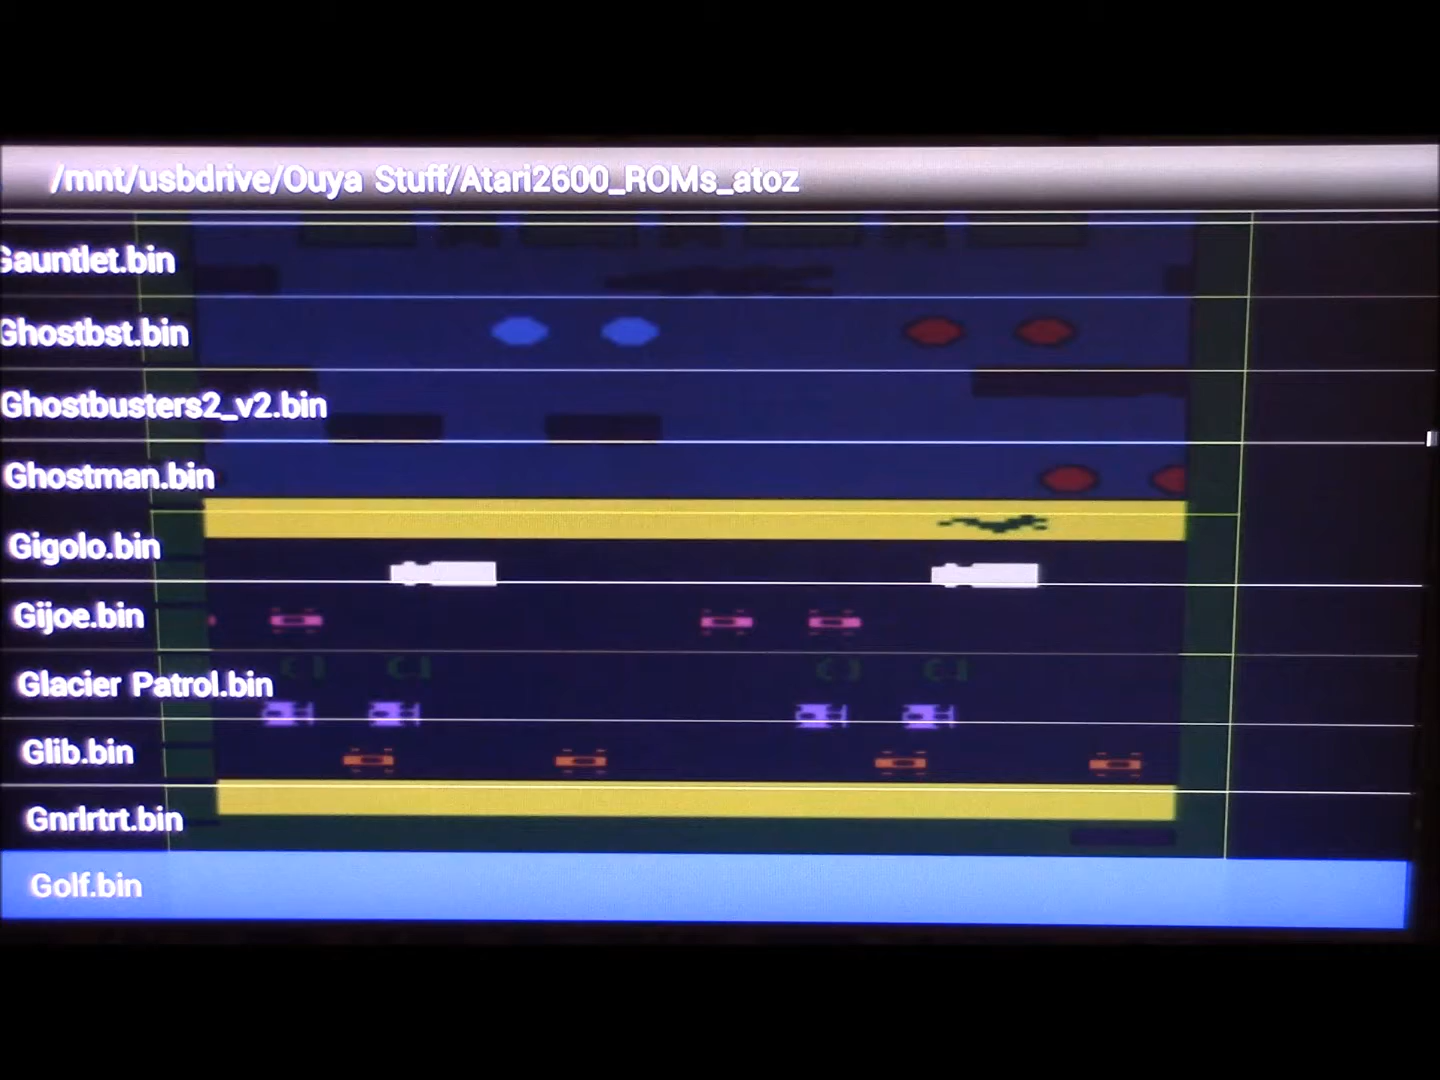 /mnt/usbdrive/Ouya Stuff/Atari2600_ROMs_atoz
Gauntlet.bin
Ghostbst.bin
Ghostbusters2_v2.bin
Ghostman.bin
Gigolo.bin
Gijoe.bin
Glacier Patrol.bin
Glib.bin
Gnrlrtrt.bin
Golf.bin